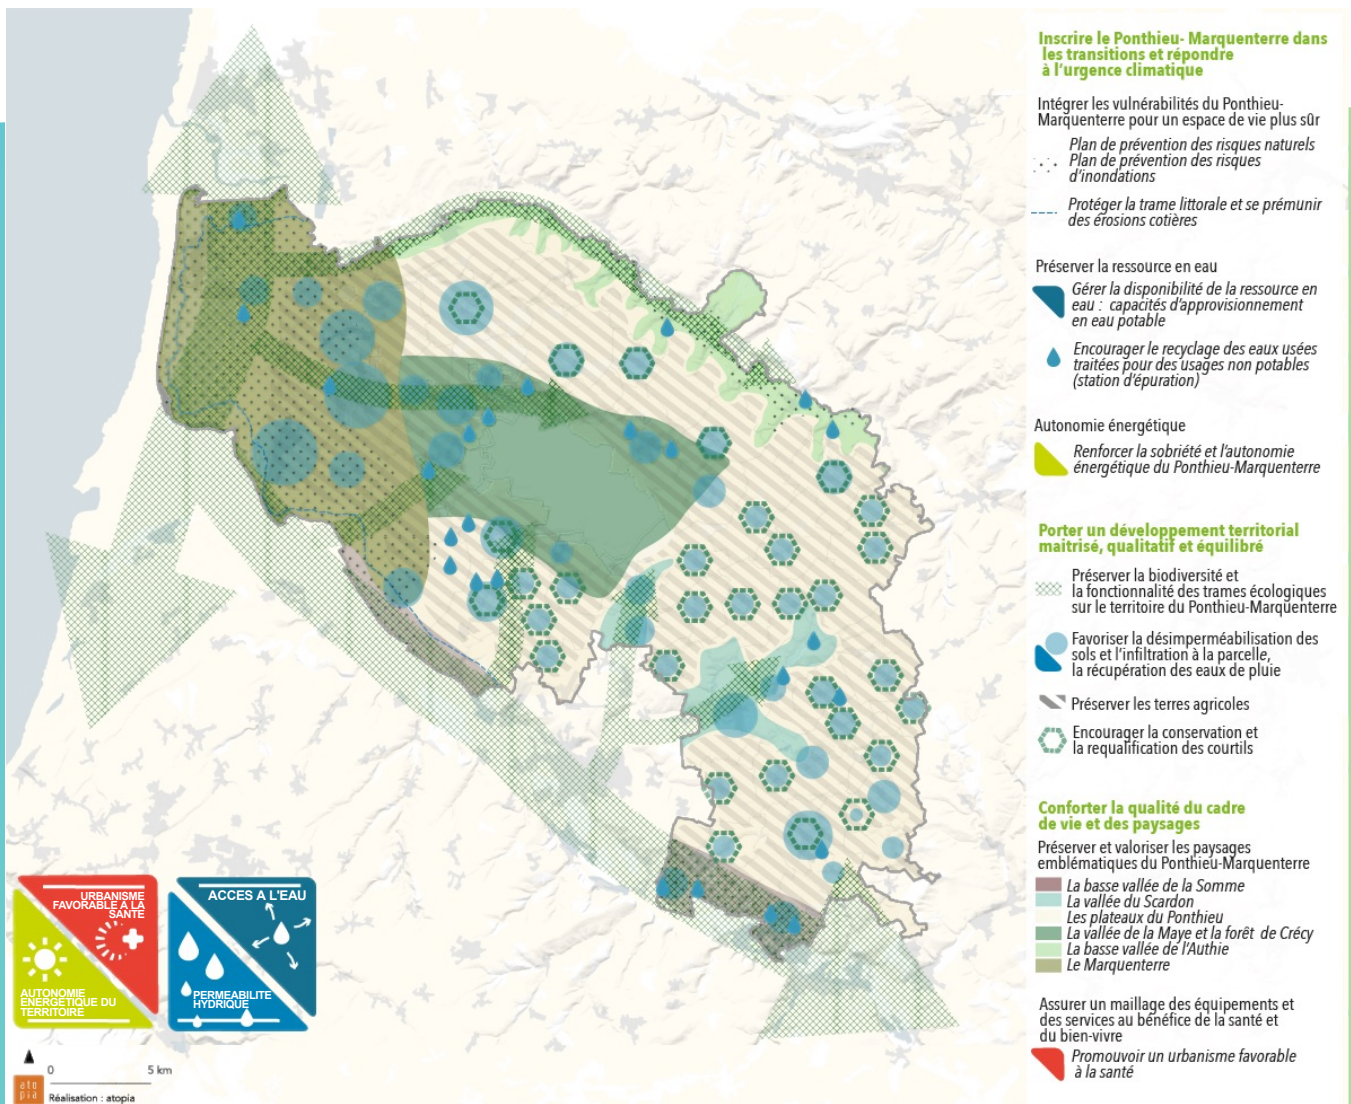 Inscrire le Ponthieu- Marquenterre dans
les transitions et répondre
à l'urgence climatique
Intégrer les vulnérabilités du Ponthieu-
Marquenterre pour un espace de vie plus sûr
Plan de prévention des risques naturels
Plan de prévention des risques
d'inondations
Protéger la trame littorale et se prémunir
des érosions cotières
Préserver la ressource en eau
Gérer la disponibilité de la ressource en
eau : capacités d'approvisionnement
en eau potable
Encourager le recyclage des eaux usées
traitées pour des usages non potables
(station d'épuration)
Autonomie énergétique
Renforcer la sobriété et l'autonomie
énergétique du Ponthieu-Marquenterre
Porter un développement territorial
maitrisé, qualitatif et équilibré
Préserver la biodiversité et
la fonctionnalité des trames écologiques
sur le territoire du Ponthieu-Marquenterre
Favoriser la désimperméabilisation des
sols et l'infiltration à la parcelle,
la récupération des eaux de pluie
Préserver les terres agricoles
Encourager la conservation et
la requalification des courtils
Conforter la qualité du cadre
de vie et des paysages
Préserver et valoriser les paysages
emblématiques du Ponthieu-Marquenterre
La basse vallée de la Somme
La vallée du Scardon
Les plateaux du Ponthieu
La vallée de la Maye et la forêt de Crécy
La basse vallée de l'Authie
Le Marquenterre
Assurer un maillage des équipements et
des services au bénéfice de la santé et
du bien-vivre
Promouvoir un urbanisme favorable
à la santé
URBANISME
FAVORABLE A LA
SANTÉ
AUTONOMIE
ENERGÉTIQUE DU
TERRITOIRE
ACCES A L'EAU
PERMEABILITE
HYDRIQUE
0 5 km
ato
pia
Réalisation : atopia